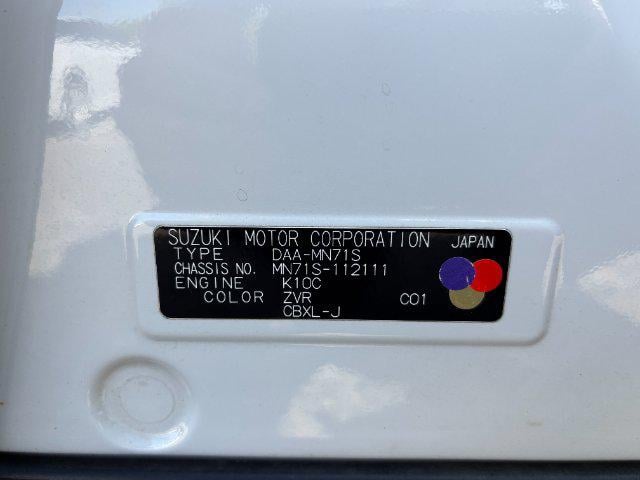 SUZUKI MOTOR CORPORATION JAPAN
TYPE DAA-MN71S
CHASSIS NO. MN71S-112111
ENGINE K10C
COLOR ZVR C01
CBXL-J